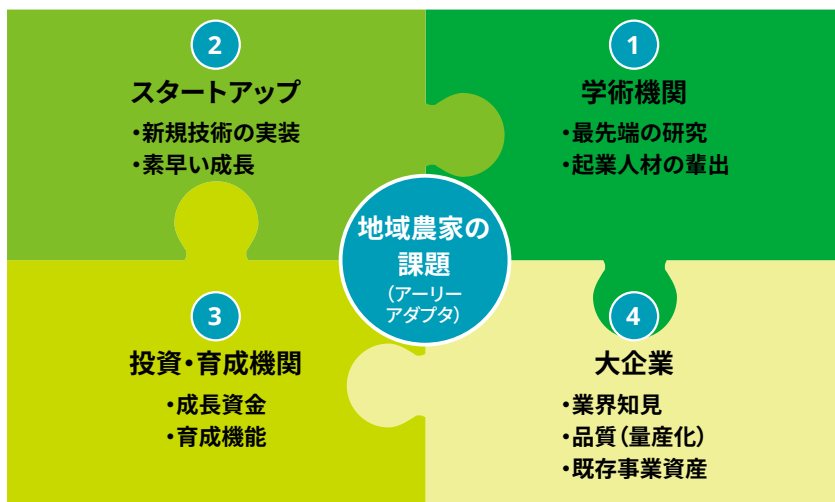 2
スタートアップ
・新規技術の実装
・素早い成長
1
学術機関
・最先端の研究
・起業人材の輩出
地域農家の
課題
（アーリー
アダプタ）
3
投資・育成機関
・成長資金
・育成機能
4
大企業
・業界知見
・品質（量産化）
・既存事業資産